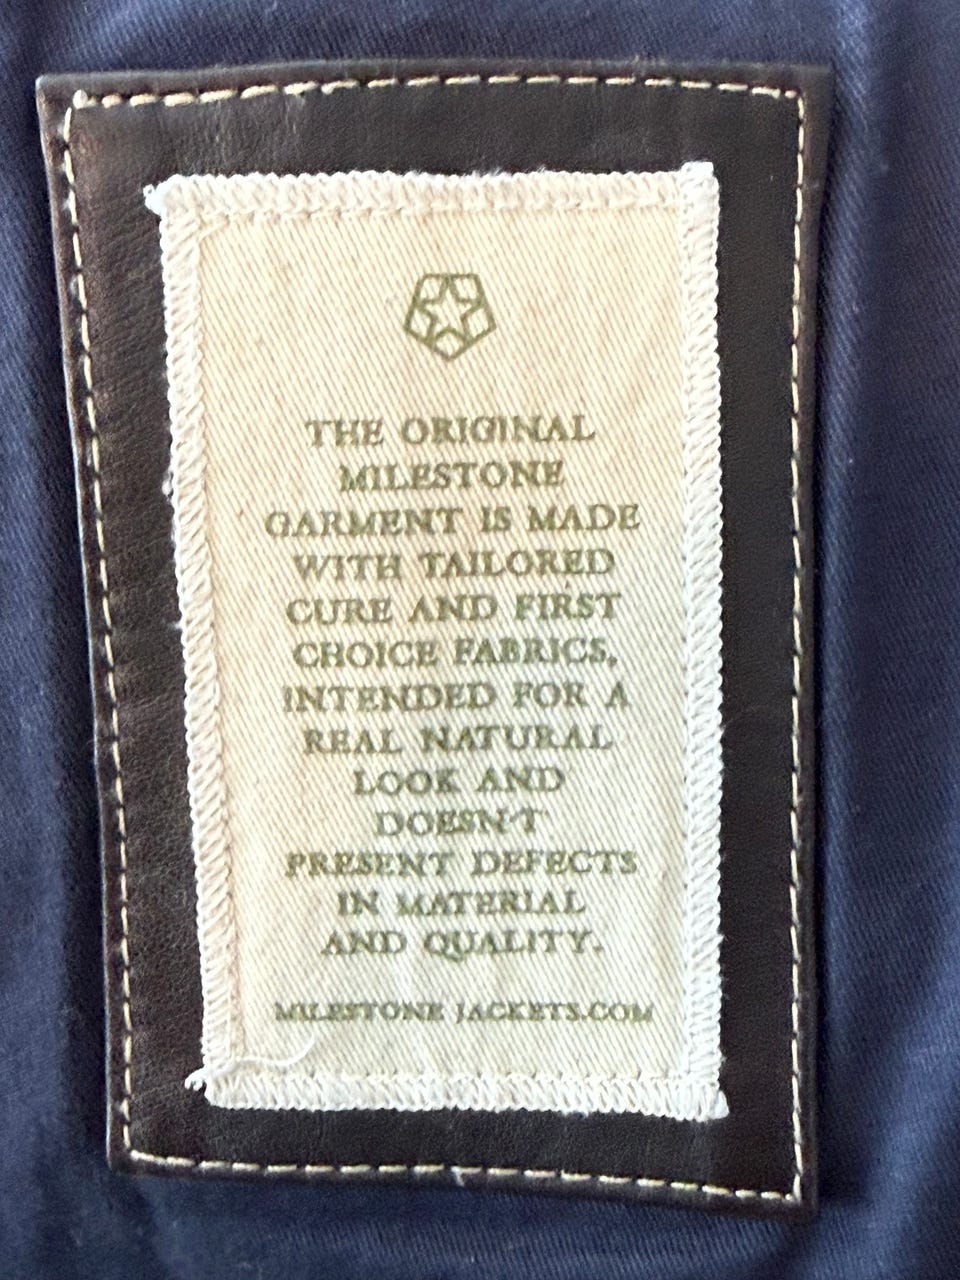 THE ORIGINAL
MILESTONE
GARMENT IS MADE
WITH TAILORED
CURE AND FIRST
CHOICE FABRICS,
INTENDED FOR A
REAL NATURAL
LOOK AND
DOESN'T
PRESENT DEFECTS
IN MATERIAL
AND QUALITY.
MILESTONE JACKETS.COM